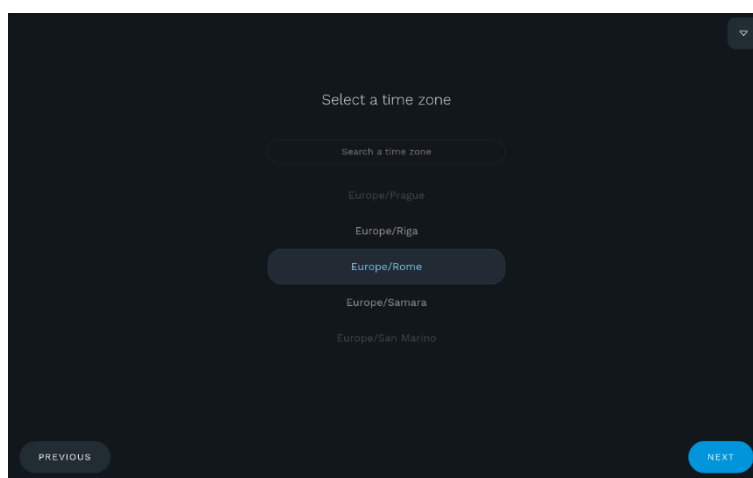 Select a time zone
Search a time zone
Europe/Prague
Europe/Riga
Europe/Rome
Europe/Samara
Europe/San Marino
PREVIOUS
NEXT